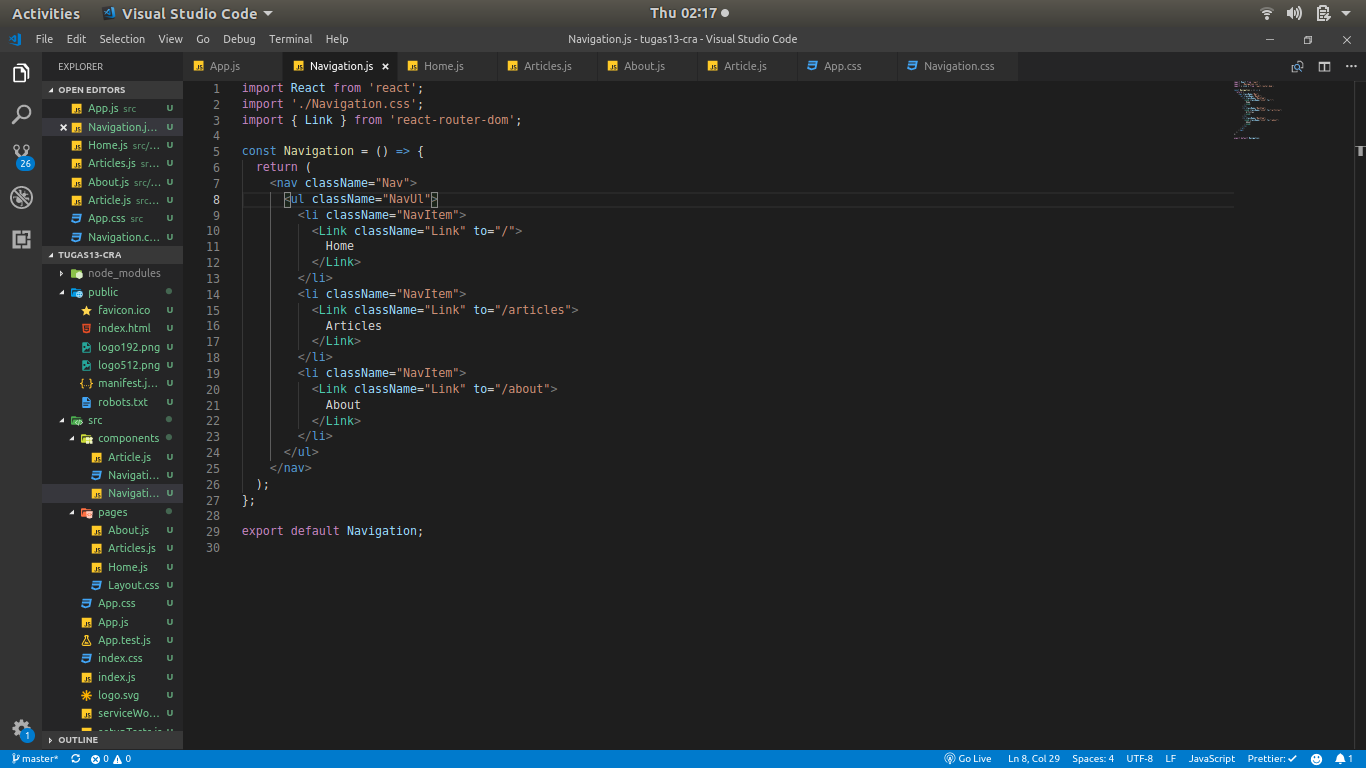 Activities Visual Studio Code Thu 02:17
File Edit Selection View Go Debug Terminal Help Navigation.js - tugas13-cra - Visual Studio Code
EXPLORER
OPEN EDITORS
App.js src U
Navigation.j... U
Home.js src/... U
Articles.js sr... U
About.js src/... U
Article.js src... U
App.css src U
Navigation.c... U
TUGAS13-CRA
node_modules
public
favicon.ico U
index.html U
logo192.png U
logo512.png U
manifest.j... U
robots.txt U
src
components
Article.js U
Navigati... U
Navigati... U
pages
About.js U
Articles.js U
Home.js U
Layout.css U
App.css U
App.js U
App.test.js U
index.css U
index.js U
logo.svg U
serviceWo... U
OUTLINE
26
1
App.js Navigation.js Home.js Articles.js About.js Article.js App.css Navigation.css
1 import React from 'react';
2 import './Navigation.css';
3 import { Link } from 'react-router-dom';
4
5 const Navigation = () => {
6 return (
7 <nav className="Nav">
8 <ul className="NavUl">
9 <li className="NavItem">
10 <Link className="Link" to="/">
11 Home
12 </Link>
13 </li>
14 <li className="NavItem">
15 <Link className="Link" to="/articles">
16 Articles
17 </Link>
18 </li>
19 <li className="NavItem">
20 <Link className="Link" to="/about">
21 About
22 </Link>
23 </li>
24 </ul>
25 </nav>
26 );
27 };
28
29 export default Navigation;
30
master* 0 0 Go Live Ln 8, Col 29 Spaces: 4 UTF-8 LF JavaScript Prettier: 1